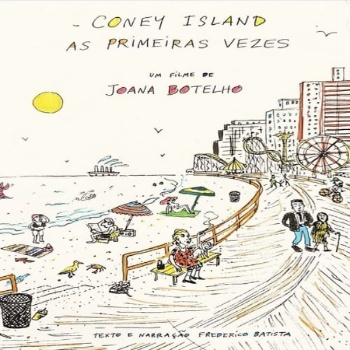 - CONEY ISLAND
AS PRIMEIRAS VEZES
UM FILME DE
JOANA BOTELHO
TEXTO E NARRAÇÃO FREDERICO BATISTA